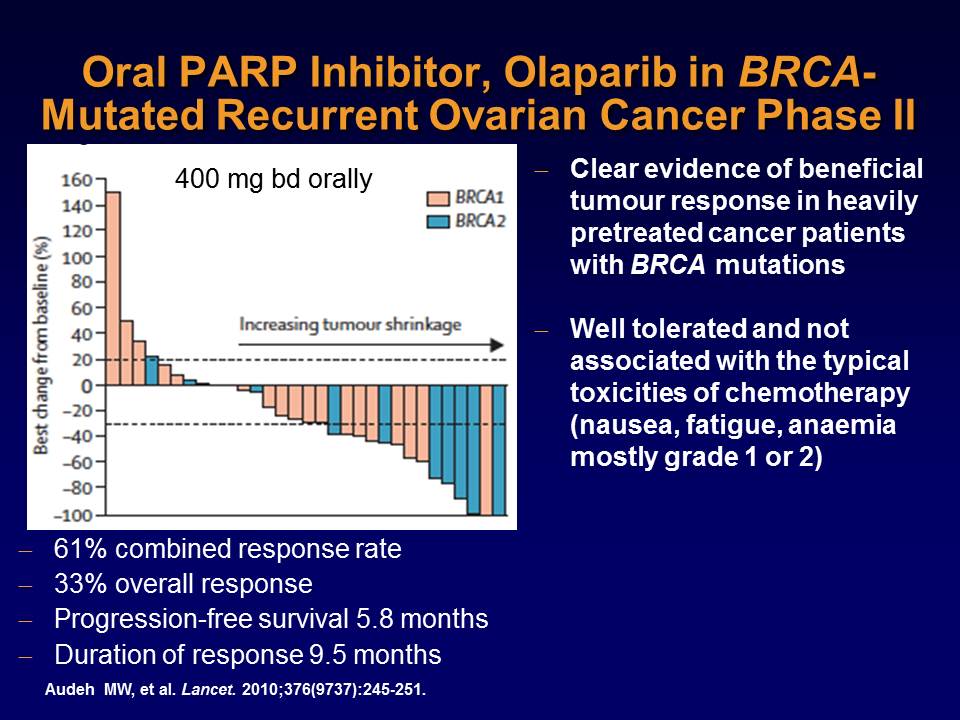 Oral PARP Inhibitor, Olaparib in BRCA-
Mutated Recurrent Ovarian Cancer Phase II
400 mg bd orally
BRCA1
BRCA2
Best change from baseline (%)
160
140
120
100
80
60
40
20
0
−20
−40
−60
−80
−100
Increasing tumour shrinkage
– Clear evidence of beneficial
tumour response in heavily
pretreated cancer patients
with BRCA mutations
– Well tolerated and not
associated with the typical
toxicities of chemotherapy
(nausea, fatigue, anaemia
mostly grade 1 or 2)
– 61% combined response rate
– 33% overall response
– Progression-free survival 5.8 months
– Duration of response 9.5 months
Audeh MW, et al. Lancet. 2010;376(9737):245-251.